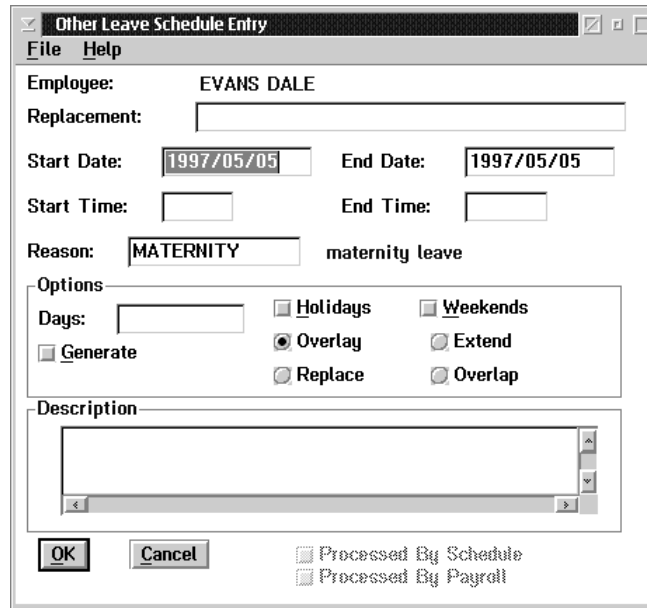 Other Leave Schedule Entry
File Help
Employee: EVANS DALE
Replacement:
Start Date: 1997/05/05 End Date: 1997/05/05
Start Time: End Time:
Reason: MATERNITY maternity leave
Options
Days: Holidays Weekends
Generate Overlay Extend
Replace Overlap
Description
OK Cancel Processed By Schedule
Processed By Payroll